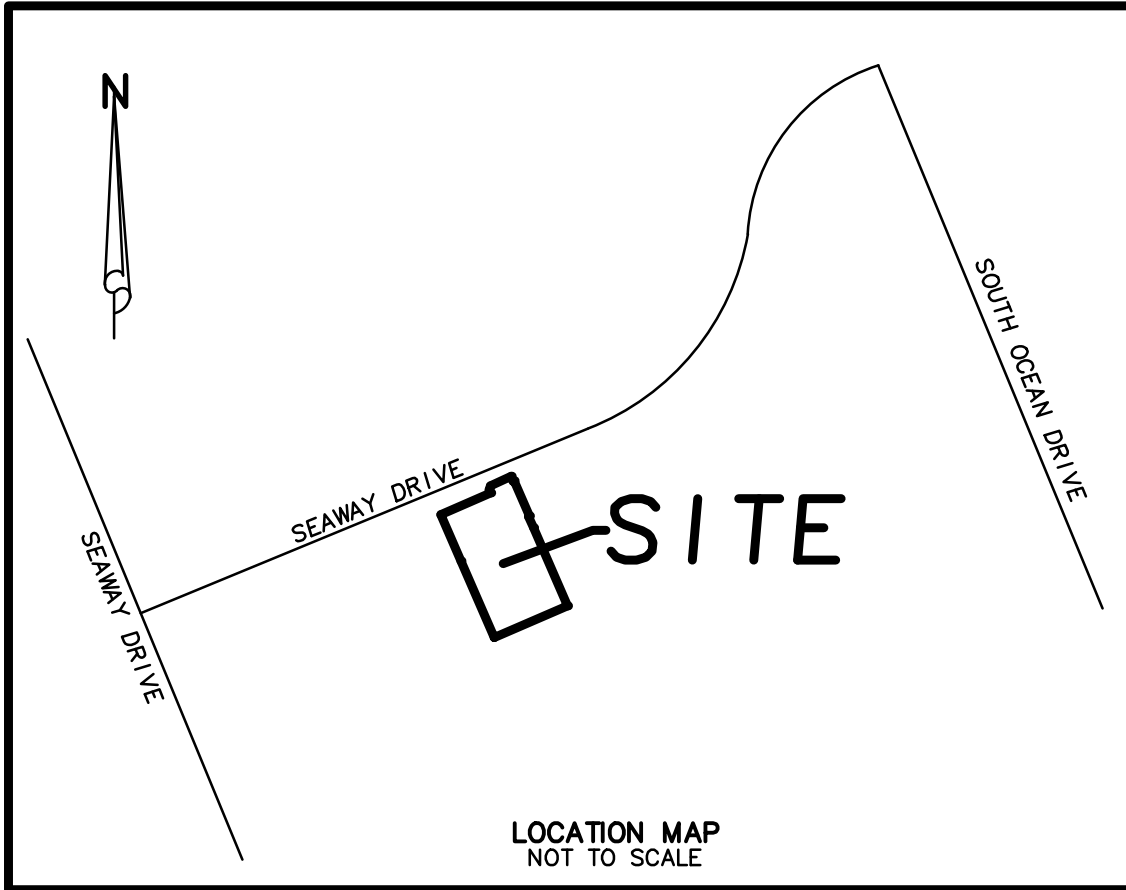 N
SOUTH OCEAN DRIVE
SEAWAY DRIVE
SITE
SEAWAY DRIVE
LOCATION MAP
NOT TO SCALE